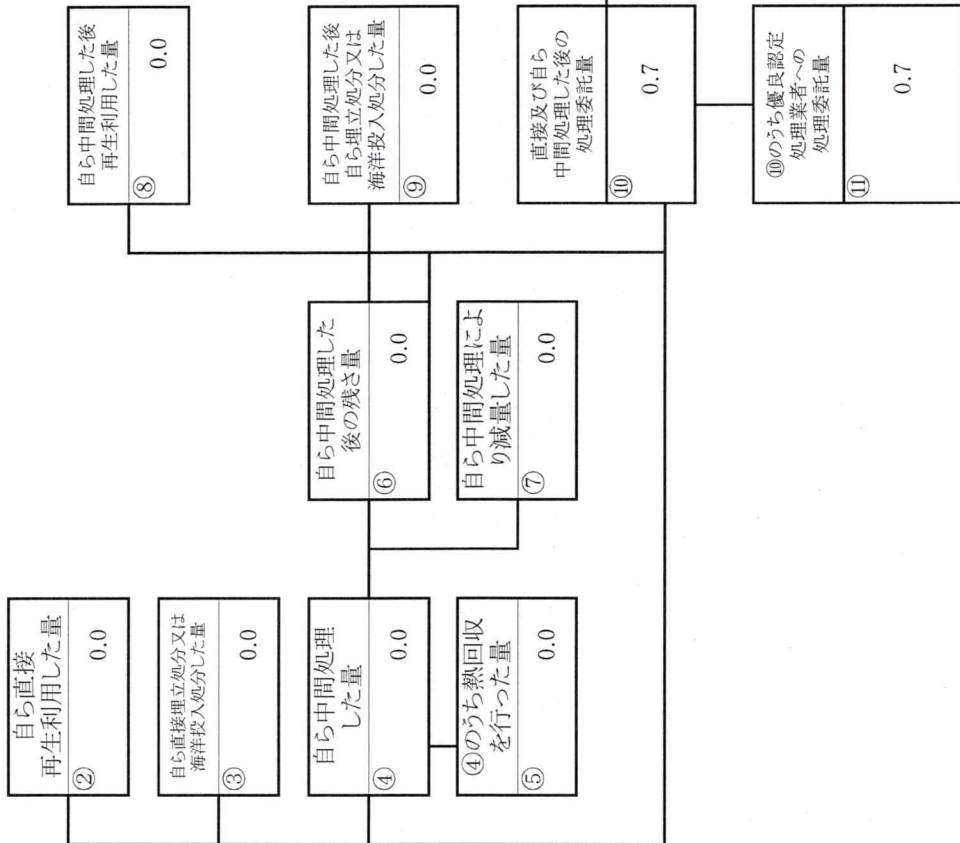 自ら直接
再生利用した量
②
0.0
自ら直接埋立処分又は
海洋投入処分した量
③
0.0
自ら中間処理
した量
④
0.0
④のうち熱回収
を行った量
⑤
0.0
自ら中間処理した
後の残さ量
⑥
0.0
自ら中間処理によ
り減量した量
⑦
0.0
自ら中間処理した後
再生利用した量
⑧
0.0
自ら中間処理した後
自ら埋立処分又は
海洋投入処分した量
⑨
0.0
直接及び自ら
中間処理した後の
処理委託量
⑩
0.7
⑩のうち優良認定
処理業者への
処理委託量
⑪
0.7